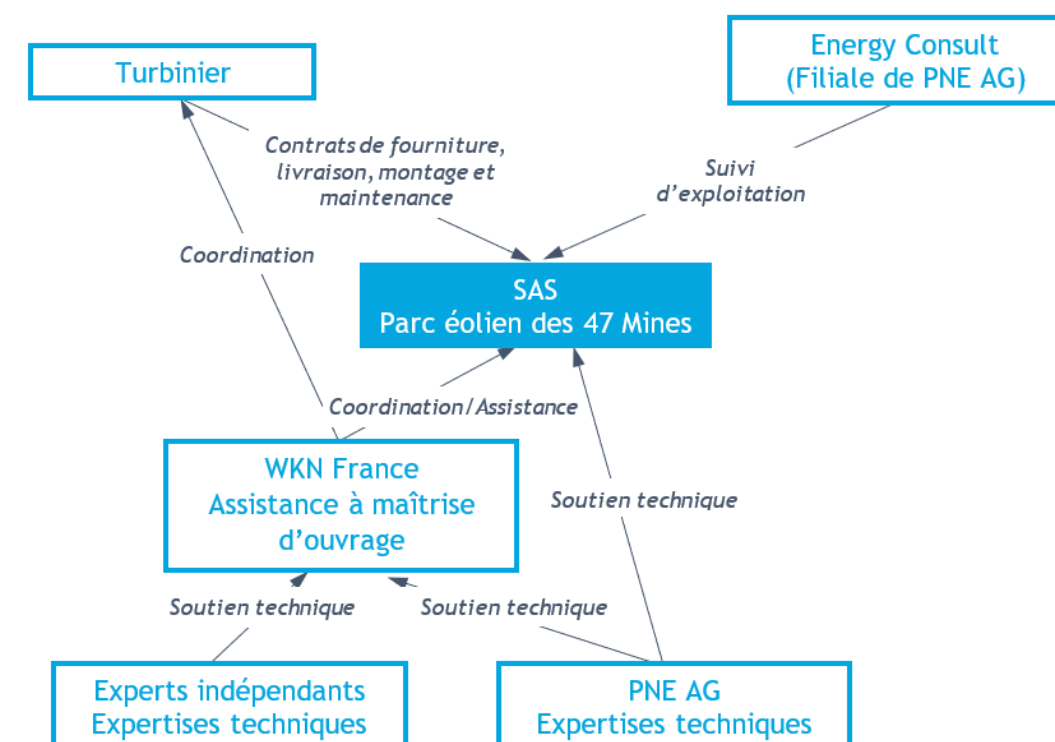 Turbinier
Energy Consult
(Filiale de PNE AG)
Contrats de fourniture,
livraison, montage et
maintenance
Suivi
d'exploitation
Coordination
SAS
Parc éolien des 47 Mines
Coordination/Assistance
WKN France
Assistance à maîtrise
d'ouvrage
Soutien technique
Soutien technique
Soutien technique
Experts indépendants
Expertises techniques
PNE AG
Expertises techniques